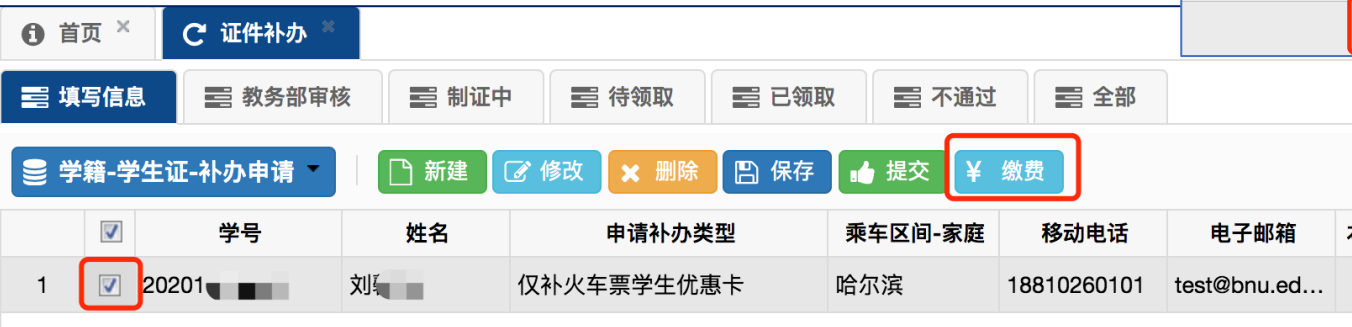 首页 ×
证件补办 ×
填写信息 教务部审核 制证中 待领取 已领取 不通过 全部
学籍-学生证-补办申请 新建 修改 删除 保存 提交 ¥ 缴费
学号 姓名 申请补办类型 乘车区间-家庭 移动电话 电子邮箱
1 20201 刘 仅补火车票学生优惠卡 哈尔滨 18810260101 test@bnu.ed...